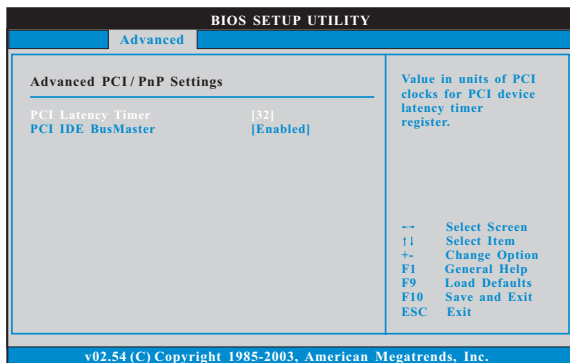 BIOS SETUP UTILITY
Advanced
Advanced PCI / PnP Settings
PCI Latency Timer [32]
PCI IDE BusMaster [Enabled]
Value in units of PCI
clocks for PCI device
latency timer
register.
←→ Select Screen
↑↓ Select Item
+- Change Option
F1 General Help
F9 Load Defaults
F10 Save and Exit
ESC Exit
v02.54 (C) Copyright 1985-2003, American Megatrends, Inc.